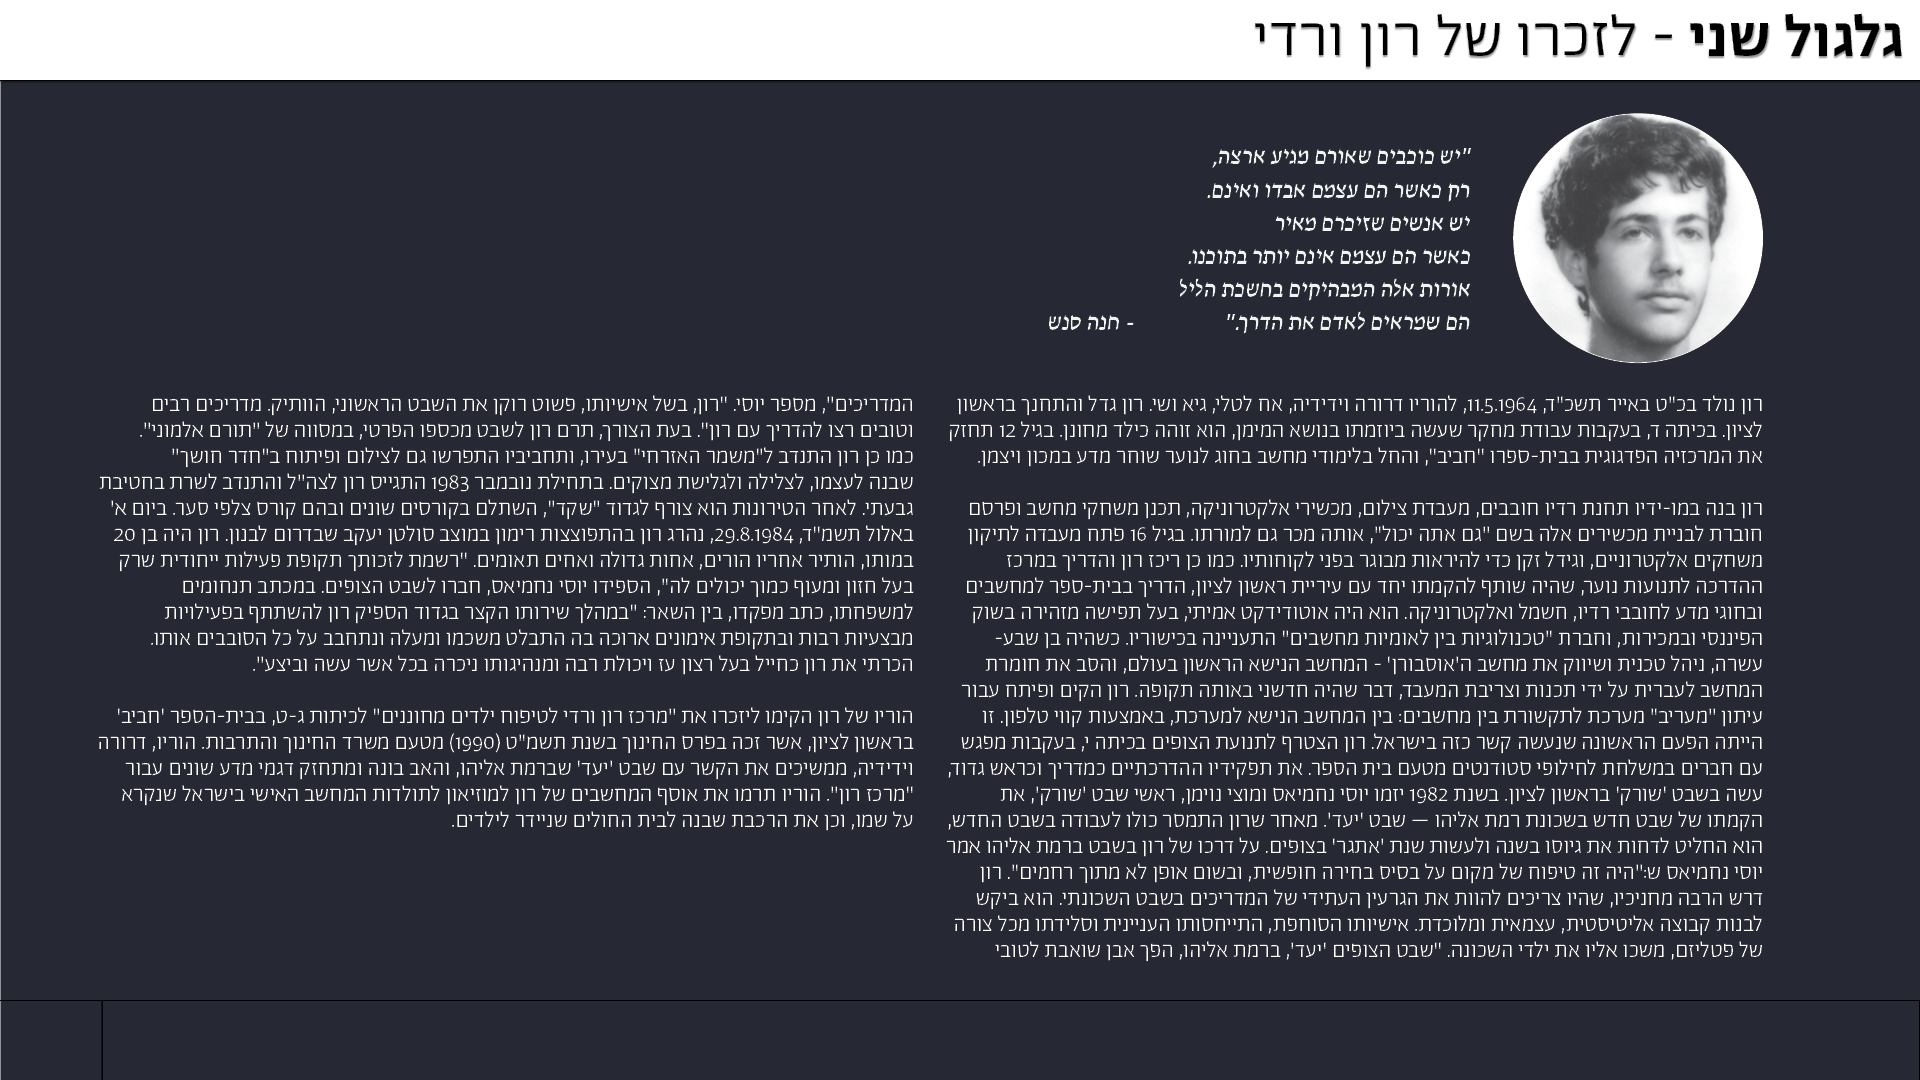 גלגול שני - לזכרו של רון ורדי
"יש כוכבים שאורם מגיע ארצה,
רק כאשר הם עצמם אבדו ואינם.
יש אנשים שזיכרם מאיר
כאשר הם עצמם אינם יותר בתוכנו.
אורות אלה המבהיקים בחשכת הליל
הם שמראים לאדם את הדרך." - חנה סנש
רון נולד בכ"ט באייר תשכ"ד, 11.5.1964, להוריו דרורה וידידיה, אח לטלי, גיא ושי. רון גדל והתחנך בראשון
לציון. בכיתה ד, בעקבות עבודת מחקר שעשה ביוזמתו בנושא המימן, הוא זוהה כילד מחונן. בגיל 12 תחזק
את המרכזיה הפדגוגית בבית-ספרו "חביב", והחל בלימודי מחשב בחוג לנוער שוחר מדע במכון ויצמן.
רון בנה במו-ידיו תחנת רדיו חובבים, מעבדת צילום, מכשירי אלקטרוניקה, תכנן משחקי מחשב ופרסם
חוברת לבניית מכשירים אלה בשם "גם אתה יכול", אותה מכר גם למורתו. בגיל 16 פתח מעבדה לתיקון
משחקים אלקטרוניים, וגידל זקן כדי להיראות מבוגר בפני לקוחותיו. כמו כן ריכז רון והדריך במרכז
ההדרכה לתנועות נוער, שהיה שותף להקמתו יחד עם עיריית ראשון לציון, הדריך בבית-ספר למחשבים
ובחוגי מדע לחובבי רדיו, חשמל ואלקטרוניקה. הוא היה אוטודידקט אמיתי, בעל תפישה מזהירה בשוק
הפיננסי ובמכירות, וחברת "טכנולוגיות בין לאומיות מחשבים" התעניינה בכישוריו. כשהיה בן שבע-
עשרה, ניהל טכנית ושיווק את מחשב ה'אוסבורן' - המחשב הנישא הראשון בעולם, והסב את חומרת
המחשב לעברית על ידי תכנות וצריבת המעבד, דבר שהיה חדשני באותה תקופה. רון הקים ופיתח עבור
עיתון "מעריב" מערכת לתקשורת בין מחשבים: בין המחשב הנישא למערכת, באמצעות קווי טלפון. זו
הייתה הפעם הראשונה שנעשה קשר כזה בישראל. רון הצטרף לתנועת הצופים בכיתה י, בעקבות מפגש
עם חברים במשלחת לחילופי סטודנטים מטעם בית הספר. את תפקידיו ההדרכתיים כמדריך וכראש גדוד,
עשה בשבט 'שורק' בראשון לציון. בשנת 1982 יזמו יוסי נחמיאס ומוצי נוימן, ראשי שבט 'שורק', את
הקמתו של שבט חדש בשכונת רמת אליהו — שבט 'יעד'. מאחר שרון התמסר כולו לעבודה בשבט החדש,
הוא החליט לדחות את גיוסו בשנה ולעשות שנת 'אתגר' בצופים. על דרכו של רון בשבט ברמת אליהו אמר
יוסי נחמיאס ש:"היה זה טיפוח של מקום על בסיס בחירה חופשית, ובשום אופן לא מתוך רחמים". רון
דרש הרבה מחניכיו, שהיו צריכים להוות את הגרעין העתידי של המדריכים בשבט השכונתי. הוא ביקש
לבנות קבוצה אליטיסטית, עצמאית ומלוכדת. אישיותו הסוחפת, התייחסותו העניינית וסלידתו מכל צורה
של פטליזם, משכו אליו את ילדי השכונה. "שבט הצופים 'יעד', ברמת אליהו, הפך אבן שואבת לטובי
המדריכים", מספר יוסי. "רון, בשל אישיותו, פשוט רוקן את השבט הראשוני, הוותיק. מדריכים רבים
וטובים רצו להדריך עם רון". בעת הצורך, תרם רון לשבט מכספו הפרטי, במסווה של "תורם אלמוני".
כמו כן רון התנדב ל"משמר האזרחי" בעירו, ותחביביו התפרשו גם לצילום ופיתוח ב"חדר חושך"
שבנה לעצמו, לצלילה ולגלישת מצוקים. בתחילת נובמבר 1983 התגייס רון לצה"ל והתנדב לשרת בחטיבת
גבעתי. לאחר הטירונות הוא צורף לגדוד "שקד", השתלם בקורסים שונים ובהם קורס צלפי סער. ביום א'
באלול תשמ"ד, 29.8.1984, נהרג רון בהתפוצצות רימון במוצב סולטן יעקב שבדרום לבנון. רון היה בן 20
במותו, הותיר אחריו הורים, אחות גדולה ואחים תאומים. "רשמת לזכותך תקופת פעילות ייחודית שרק
בעל חזון ומעוף כמוך יכולים לה", הספידו יוסי נחמיאס, חברו לשבט הצופים. במכתב תנחומים
למשפחתו, כתב מפקדו, בין השאר: "במהלך שירותו הקצר בגדוד הספיק רון להשתתף בפעילויות
מבצעיות רבות ובתקופת אימונים ארוכה בה התבלט משכמו ומעלה ונתחבב על כל הסובבים אותו.
הכרתי את רון כחייל בעל רצון עז ויכולת רבה ומנהיגותו ניכרה בכל אשר עשה וביצע".
הוריו של רון הקימו ליזכרו את "מרכז רון ורדי לטיפוח ילדים מחוננים" לכיתות ג-ט, בבית-הספר 'חביב'
בראשון לציון, אשר זכה בפרס החינוך בשנת תשמ"ט (1990) מטעם משרד החינוך והתרבות. הוריו, דרורה
וידידיה, ממשיכים את הקשר עם שבט 'יעד' שברמת אליהו, והאב בונה ומתחזק דגמי מדע שונים עבור
"מרכז רון". הוריו תרמו את אוסף המחשבים של רון למוזיאון לתולדות המחשב האישי בישראל שנקרא
על שמו, וכן את הרכבת שבנה לבית החולים שניידר לילדים.